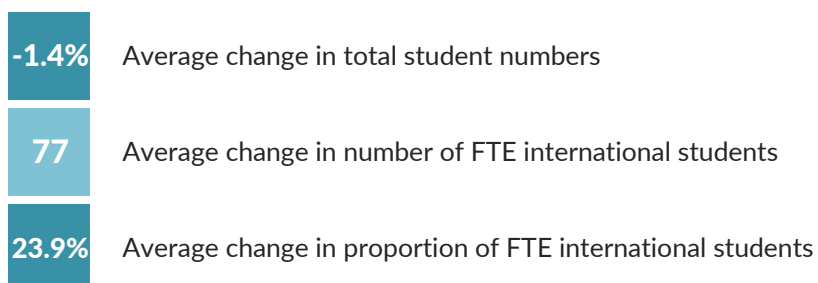 -1.4% Average change in total student numbers
77 Average change in number of FTE international students
23.9% Average change in proportion of FTE international students